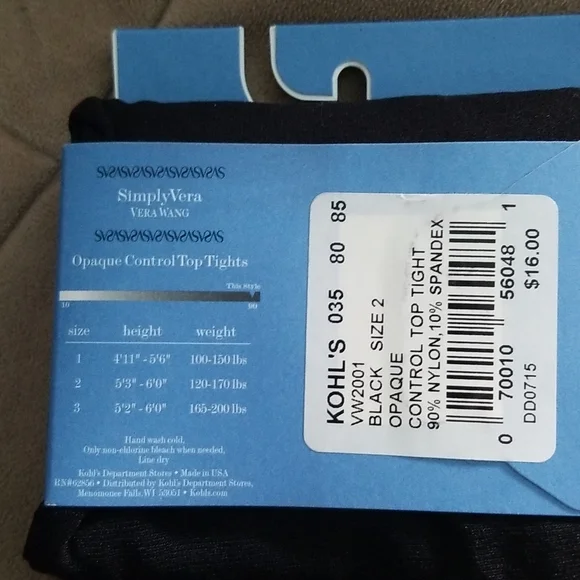 SimplyVera
VERA WANG
Opaque Control Top Tights
This Style
10 90
size height weight
1 4'11" - 5'6" 100-150 lbs
2 5'3" - 6'0" 120-170 lbs
3 5'2" - 6'0" 165-200 lbs
Hand wash cold.
Only non-chlorine bleach when needed,
Line dry
Kohl's Department Stores • Made in USA
RN#62856 • Distributed by Kohl's Department Stores,
Menomonee Falls, WI 53051 • Kohls.com
KOHL'S 035 80 85
VW2001
BLACK SIZE 2
OPAQUE
CONTROL TOP TIGHT
90% NYLON,10% SPANDEX
0 70010 56048 1
DD0715 $16.00